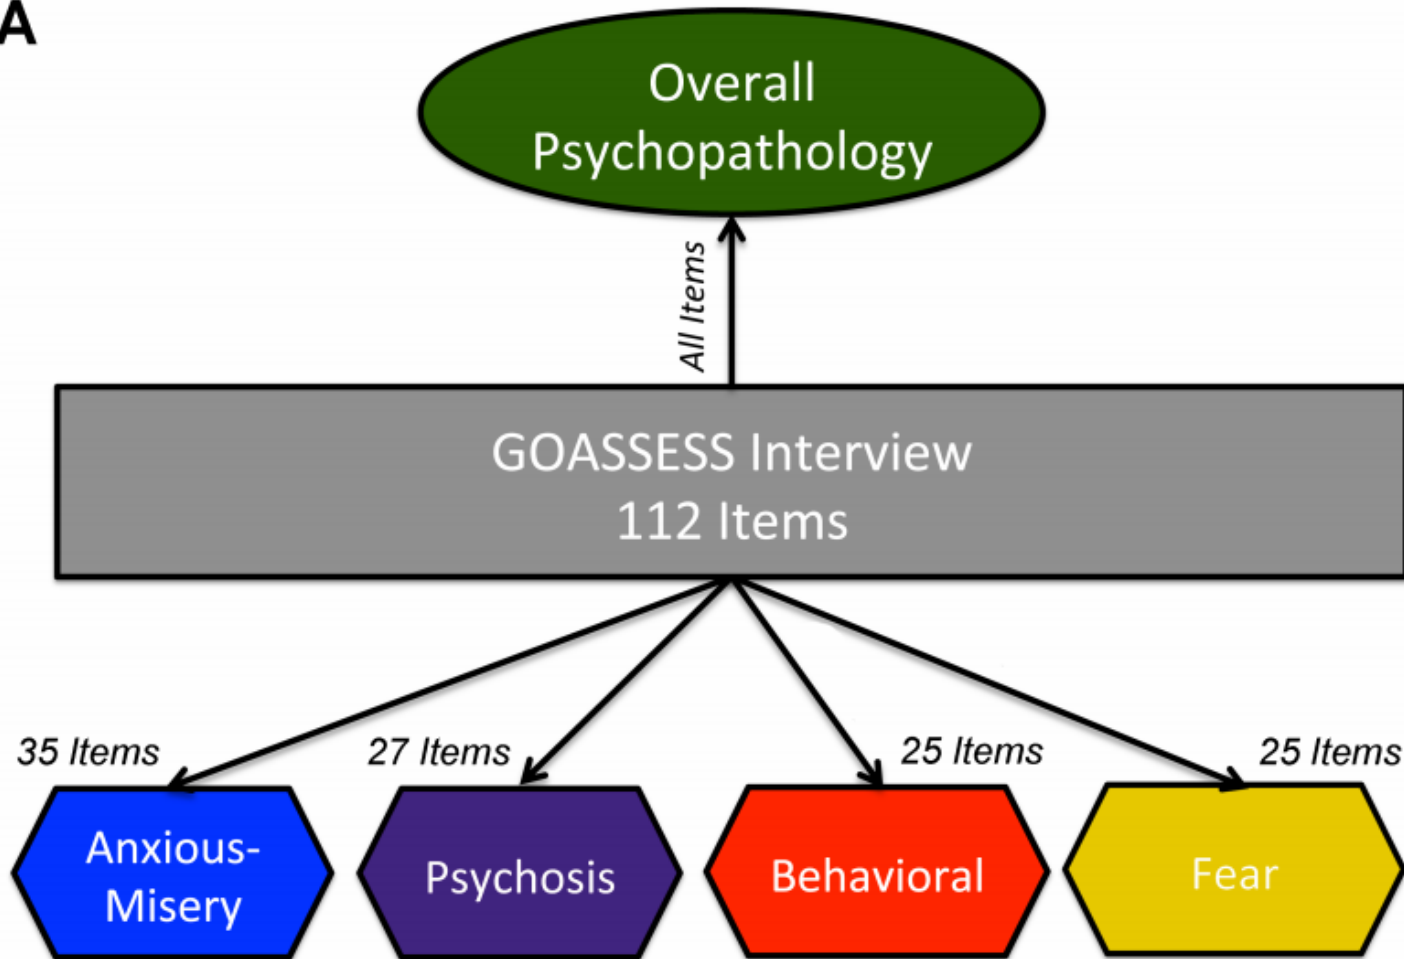 A
Overall
Psychopathology
All Items
GOASSESS Interview
112 Items
35 Items
27 Items
25 Items
25 Items
Anxious-
Misery
Psychosis
Behavioral
Fear